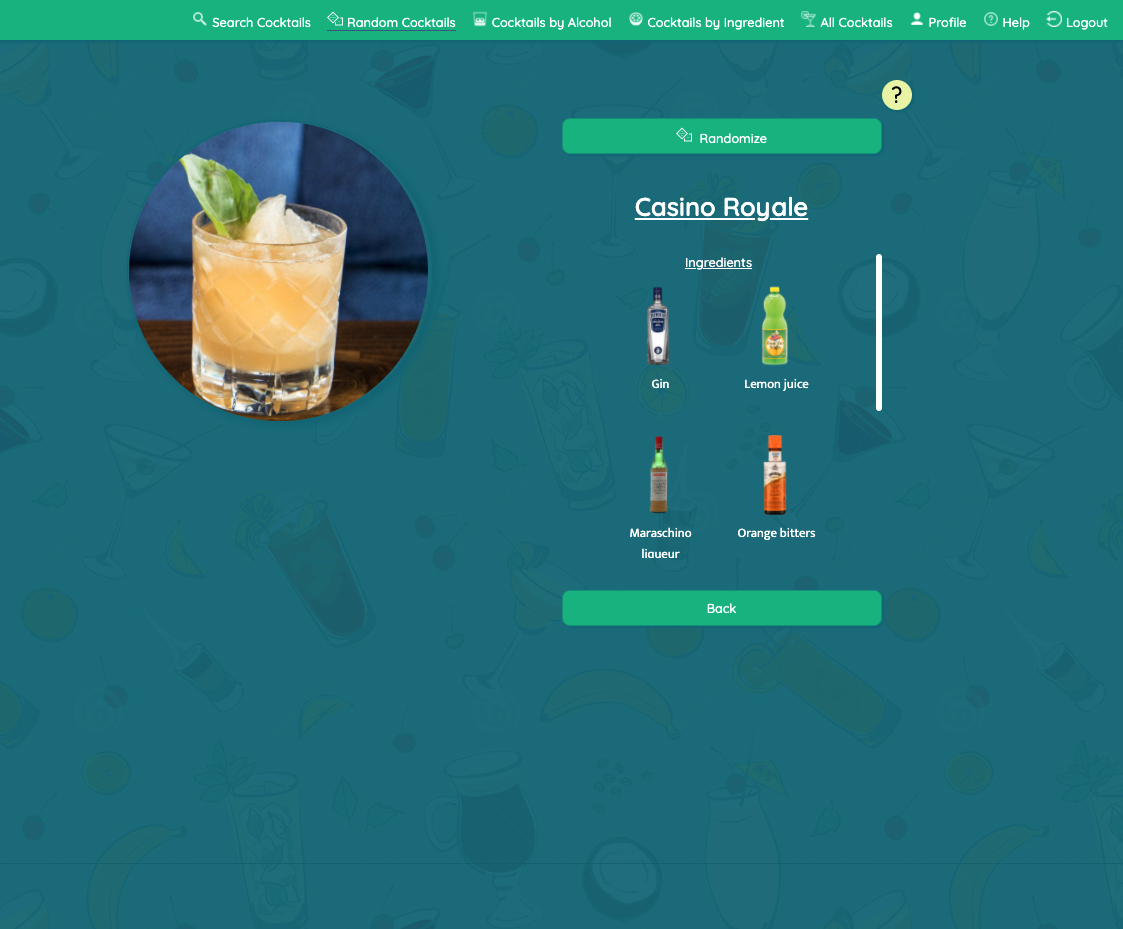 Search Cocktails Random Cocktails Cocktails by Alcohol Cocktails by Ingredient All Cocktails Profile Help Logout
?
Randomize
Casino Royale
Ingredients
Gin Lemon juice
Maraschino Orange bitters
liqueur
Back